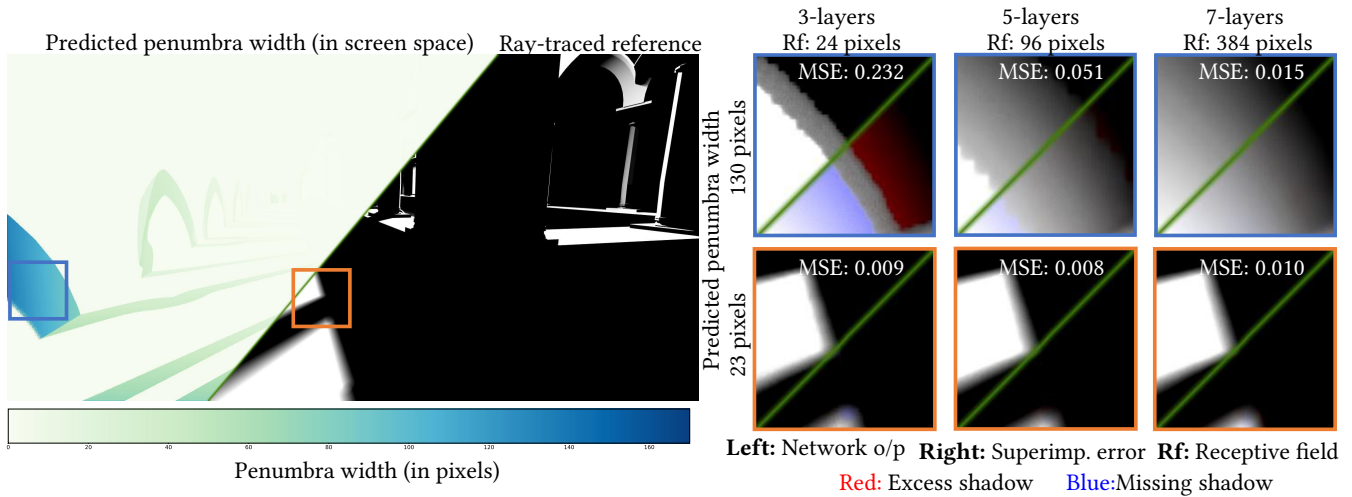 Predicted penumbra width (in screen space)
Ray-traced reference
3-layers
Rf: 24 pixels
5-layers
Rf: 96 pixels
7-layers
Rf: 384 pixels
MSE: 0.232
MSE: 0.051
MSE: 0.015
Predicted penumbra width
130 pixels
23 pixels
MSE: 0.009
MSE: 0.008
MSE: 0.010
0 20 40 60 80 100 120 140 160
Penumbra width (in pixels)
Left: Network o/p Right: Superimp. error Rf: Receptive field
Red: Excess shadow Blue:Missing shadow